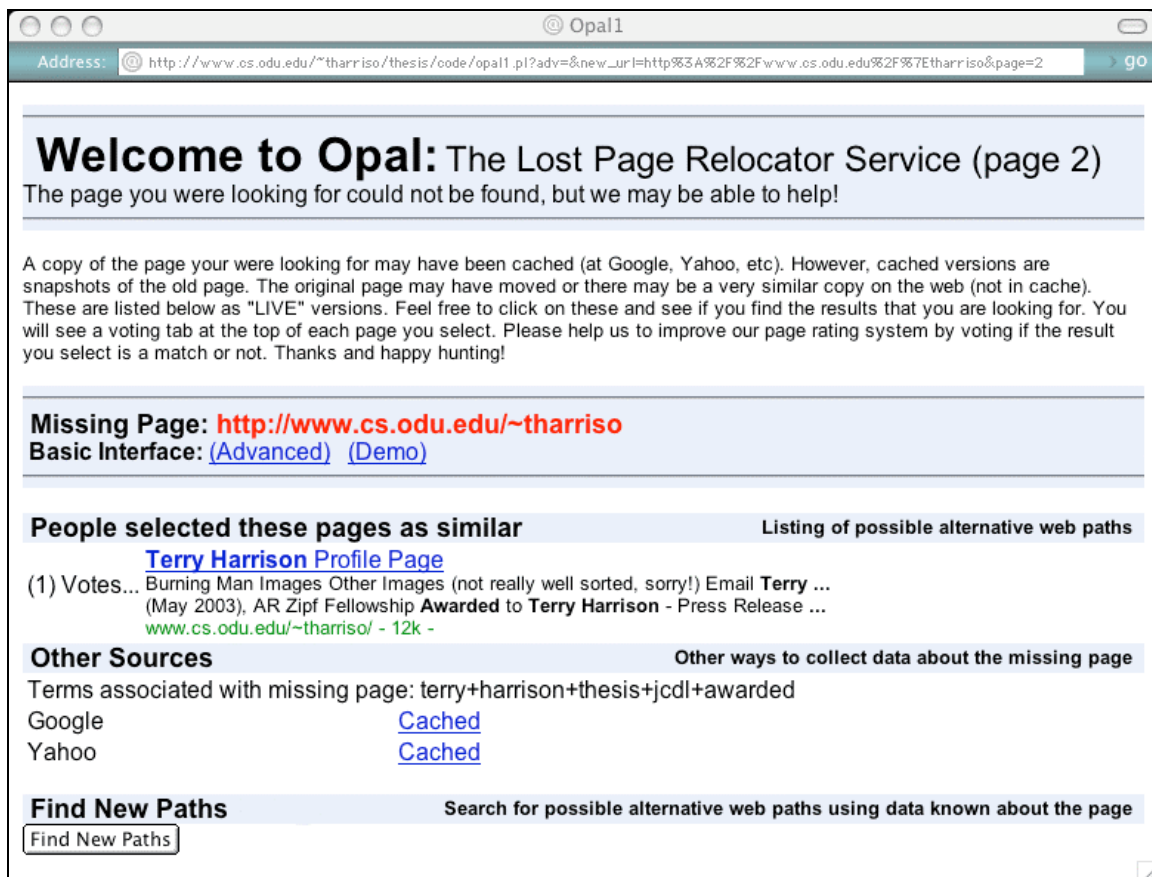 @ Opal1
Address: @ http://www.cs.odu.edu/~tharriso/thesis/code/opal1.pl?adv=&new_url=http%3A%2F%2Fwww.cs.odu.edu%2F%7Etharriso&page=2 › go
Welcome to Opal: The Lost Page Relocator Service (page 2)
The page you were looking for could not be found, but we may be able to help!
A copy of the page your were looking for may have been cached (at Google, Yahoo, etc). However, cached versions are
snapshots of the old page. The original page may have moved or there may be a very similar copy on the web (not in cache).
These are listed below as "LIVE" versions. Feel free to click on these and see if you find the results that you are looking for. You
will see a voting tab at the top of each page you select. Please help us to improve our page rating system by voting if the result
you select is a match or not. Thanks and happy hunting!
Missing Page: http://www.cs.odu.edu/~tharriso
Basic Interface: (Advanced) (Demo)
People selected these pages as similar Listing of possible alternative web paths
Terry Harrison Profile Page
(1) Votes... Burning Man Images Other Images (not really well sorted, sorry!) Email Terry ...
(May 2003), AR Zipf Fellowship Awarded to Terry Harrison - Press Release ...
www.cs.odu.edu/~tharriso/ - 12k -
Other Sources Other ways to collect data about the missing page
Terms associated with missing page: terry+harrison+thesis+jcdl+awarded
Google Cached
Yahoo Cached
Find New Paths Search for possible alternative web paths using data known about the page
Find New Paths